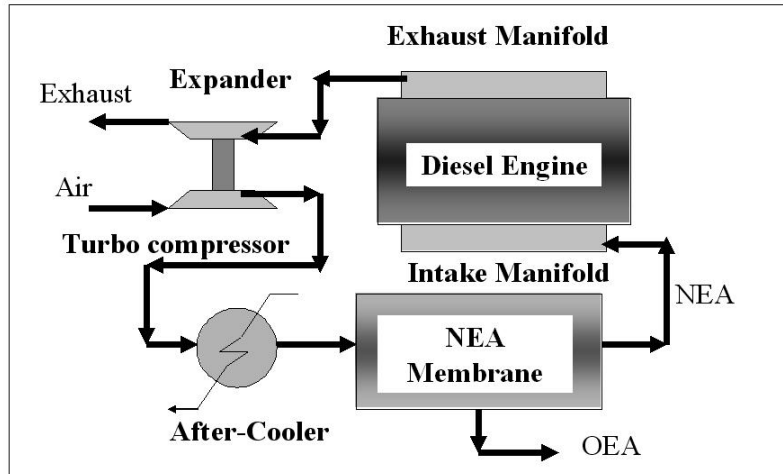 Exhaust Manifold
Expander
Exhaust
Diesel Engine
Air
Turbo compressor
Intake Manifold
NEA
NEA
Membrane
After-Cooler
OEA